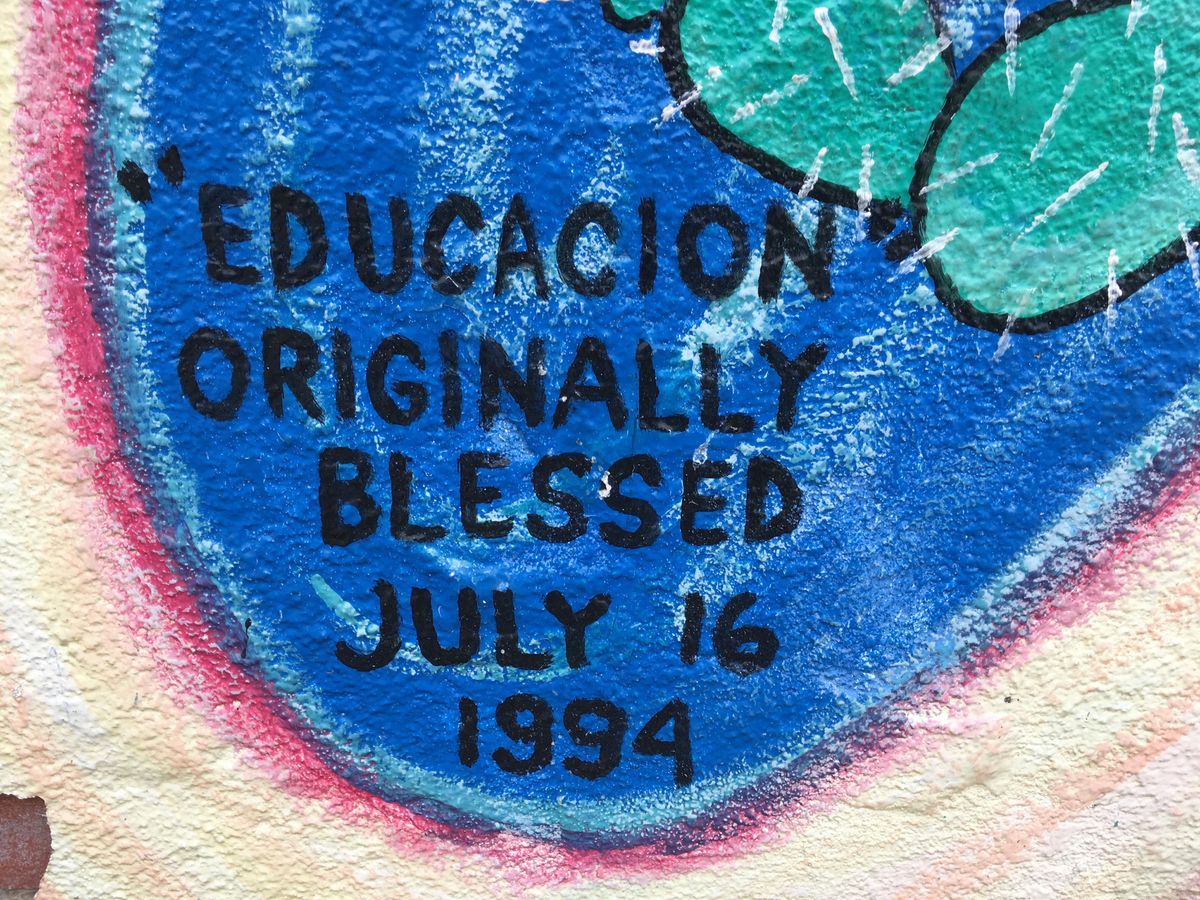 "EDUCACION"
ORIGINALLY
BLESSED
JULY 16
1994